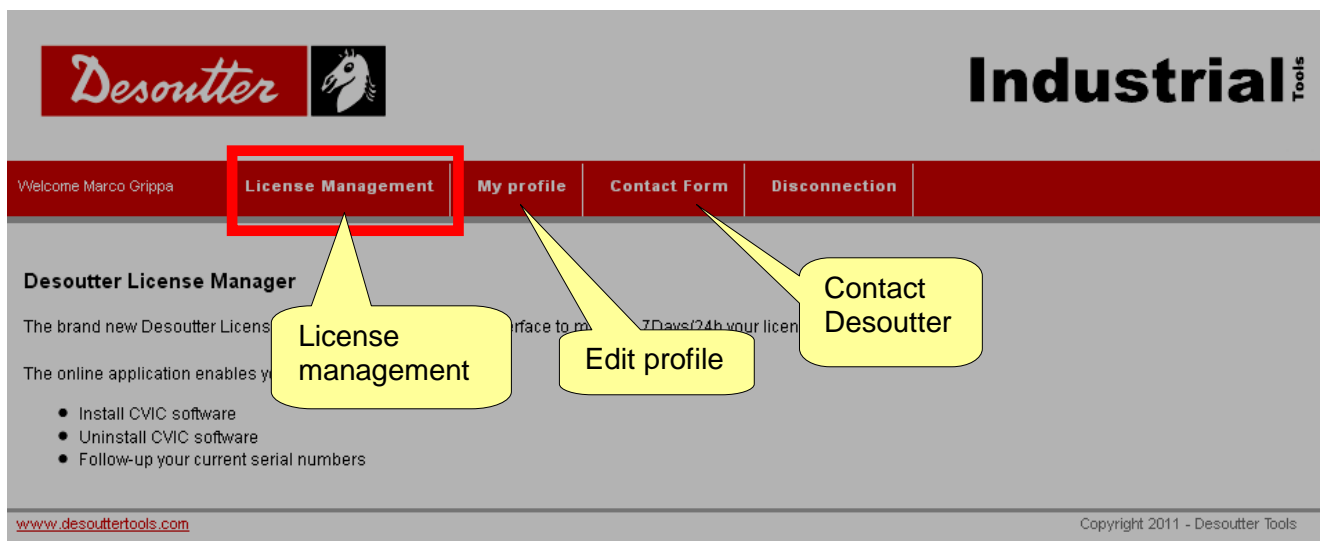 Desoutter
Industrial Tools
Welcome Marco Grippa
License Management
My profile
Contact Form
Disconnection
Desoutter License Manager
The brand new Desoutter Licens erface to m 7Days/24h your licen
The online application enables y
License management
Edit profile
Contact Desoutter
• Install CVIC software
• Uninstall CVIC software
• Follow-up your current serial numbers
www.desouttertools.com
Copyright 2011 - Desoutter Tools